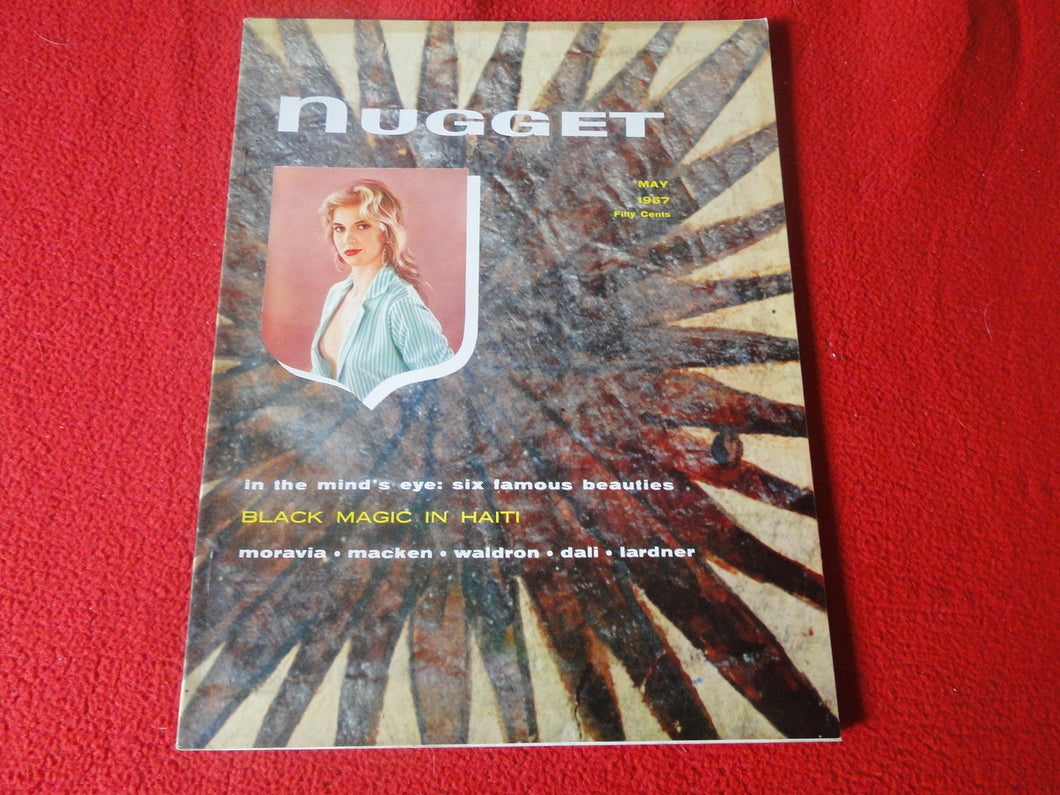 nUGGET
MAY
1957
Fifty Cents
in the mind's eye: six famous beauties
BLACK MAGIC IN HAITI
moravia • macken • waldron • dali • lardner